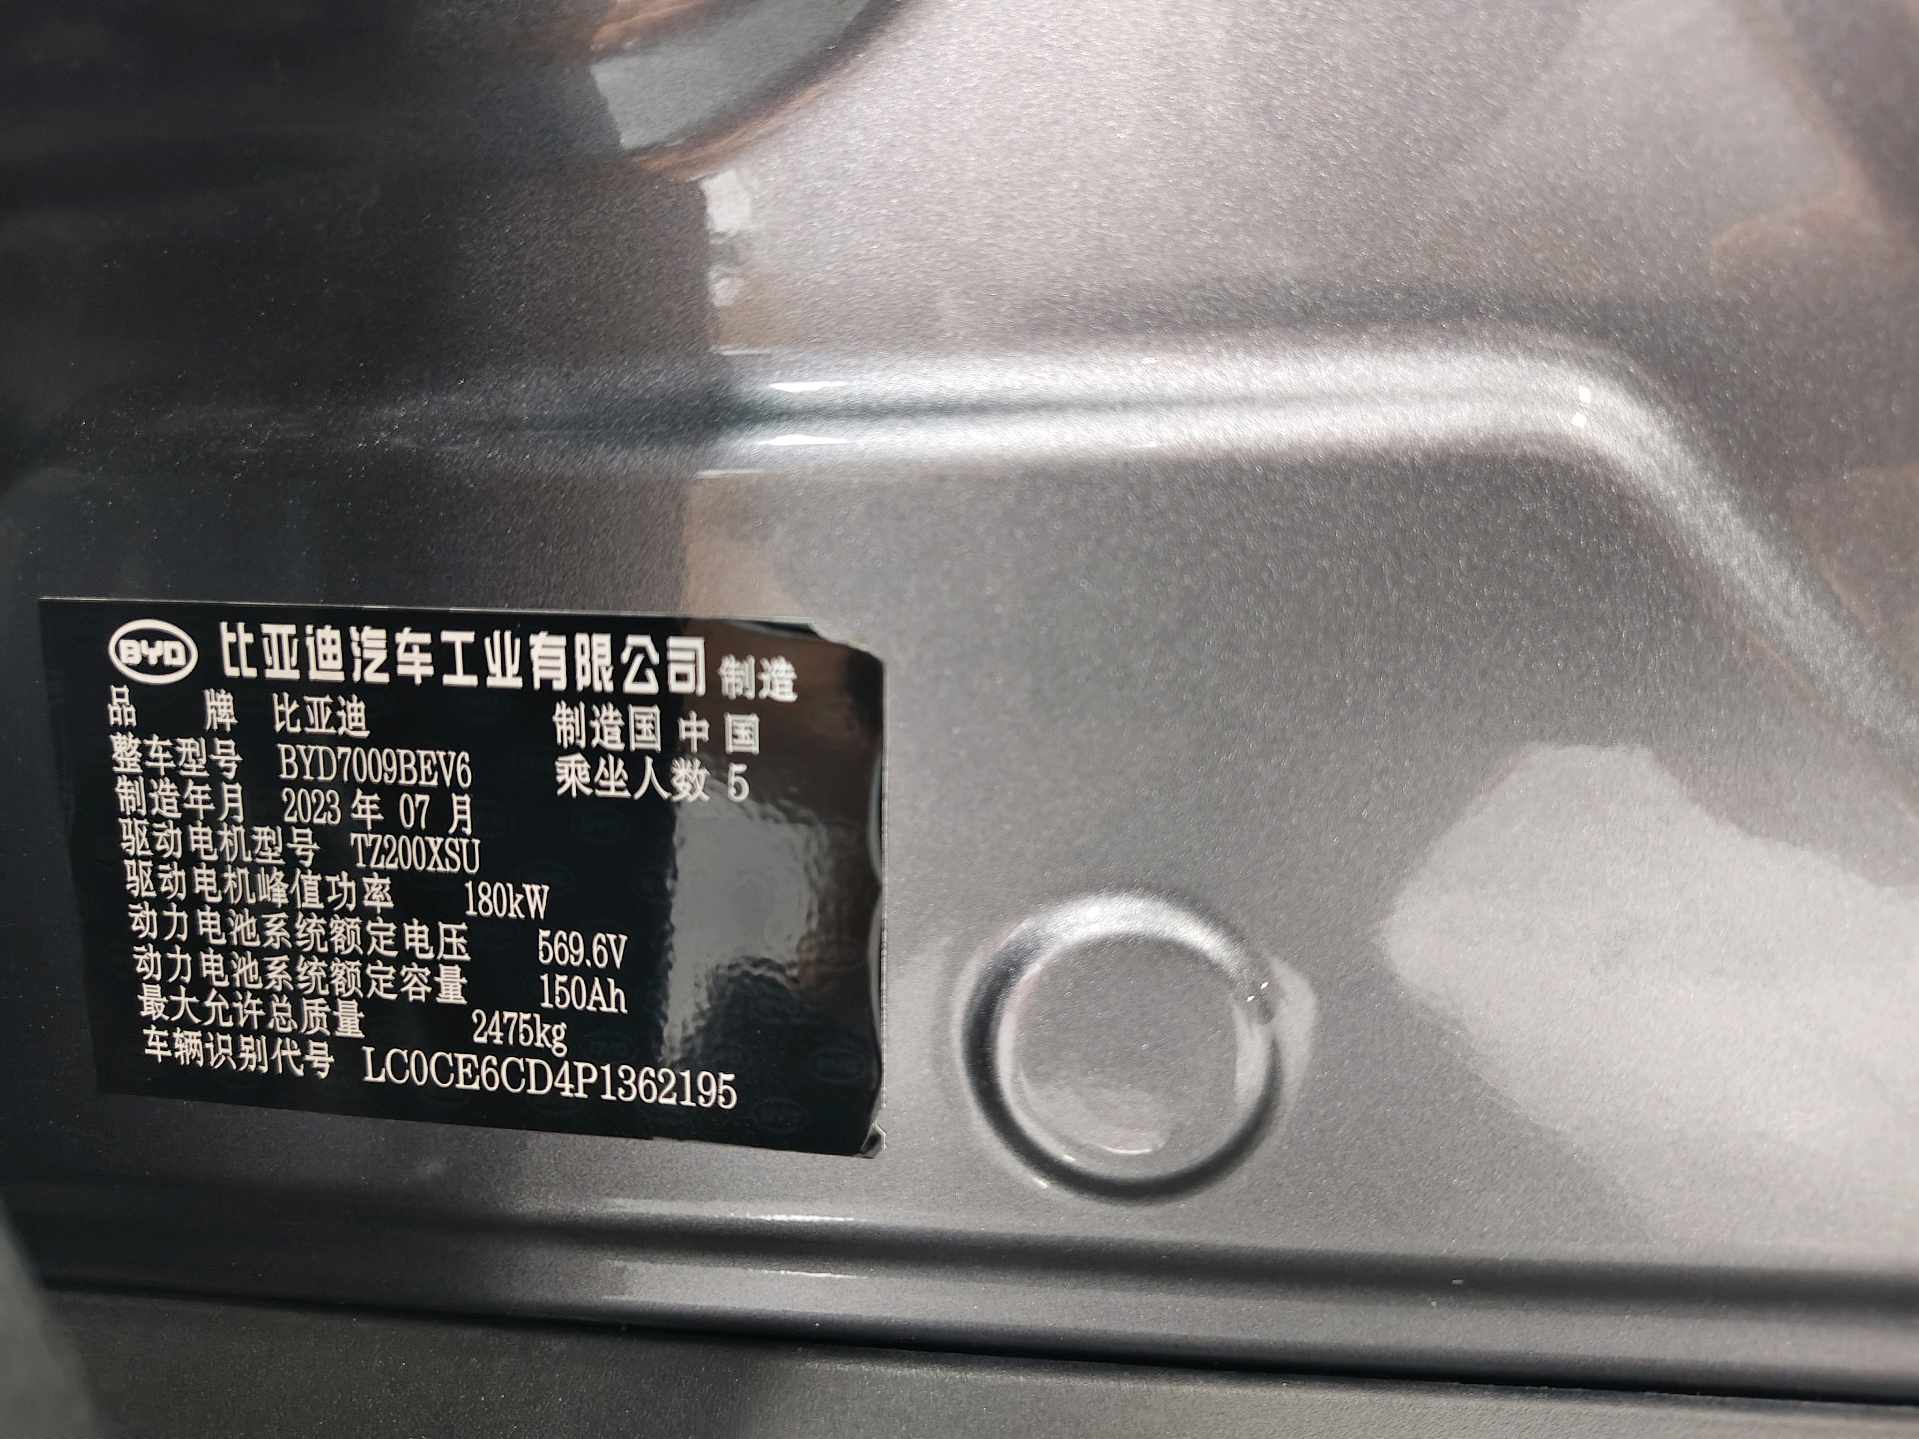 BYD 比亚迪汽车工业有限公司 制造
品 牌 比亚迪 制造国 中国
整车型号 BYD7009BEV6 乘坐人数 5
制造年月 2023 年 07 月
驱动电机型号 TZ200XSU
驱动电机峰值功率 180kW
动力电池系统额定电压 569.6V
动力电池系统额定容量 150Ah
最大允许总质量 2475kg
车辆识别代号 LC0CE6CD4P1362195